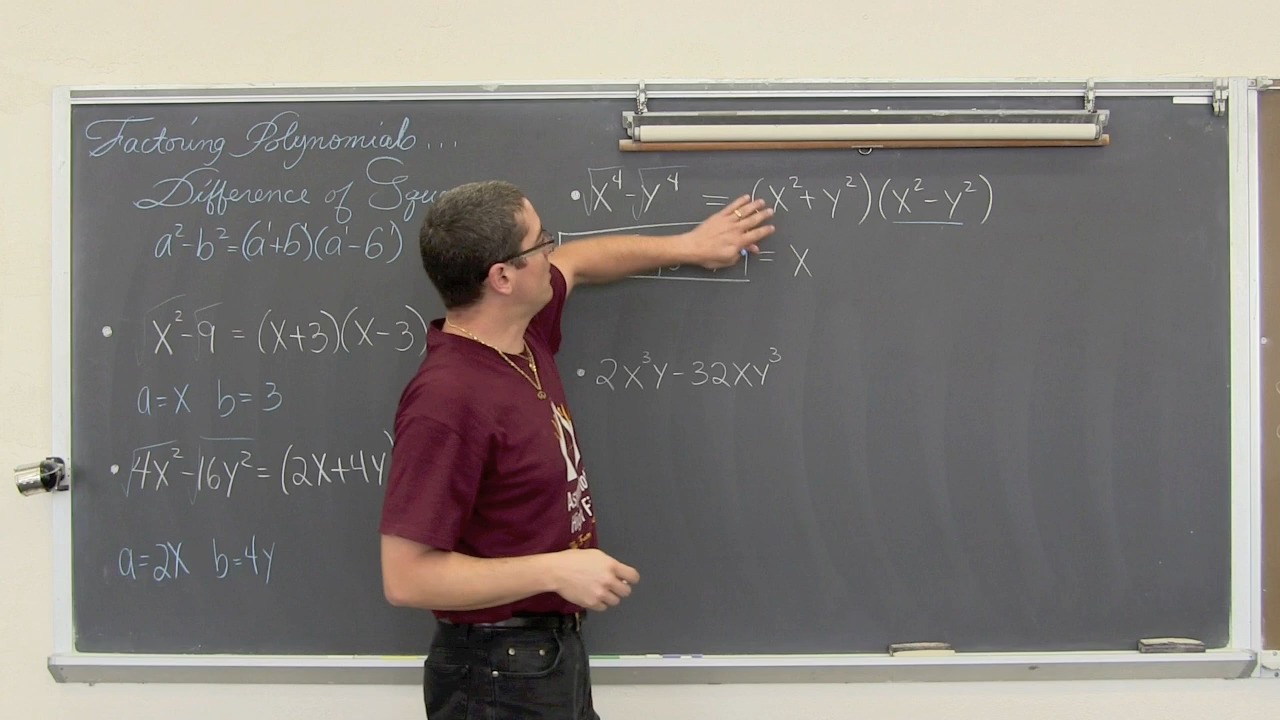 Factoring Polynomials...
Difference of
a²-b²=(a+b)(a-b)
• √x²-√9 = (x+3)(x-3)
a=x b=3
• √4x²-√16y²=(2x+4y
a=2x b=4y
• √x⁴-√y⁴ = (x²+y²)(x²-y²)
= x
• 2x³y-32xy³